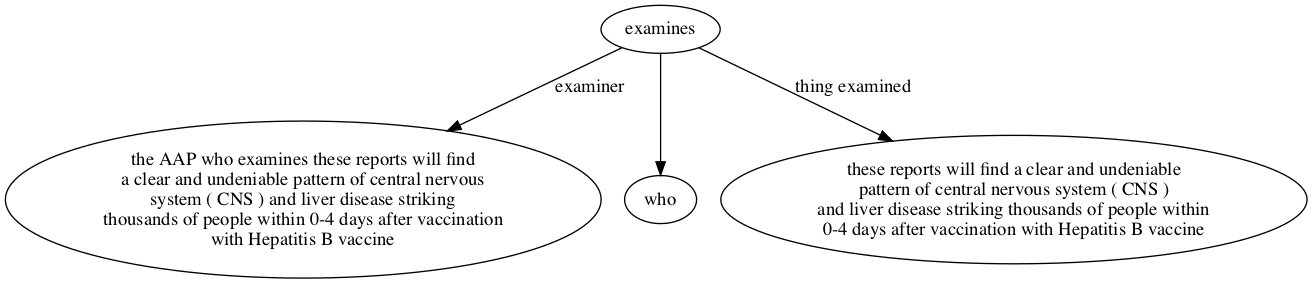 examines
examiner
thing examined
the AAP who examines these reports will find
a clear and undeniable pattern of central nervous
system ( CNS ) and liver disease striking
thousands of people within 0-4 days after vaccination
with Hepatitis B vaccine
who
these reports will find a clear and undeniable
pattern of central nervous system ( CNS )
and liver disease striking thousands of people within
0-4 days after vaccination with Hepatitis B vaccine